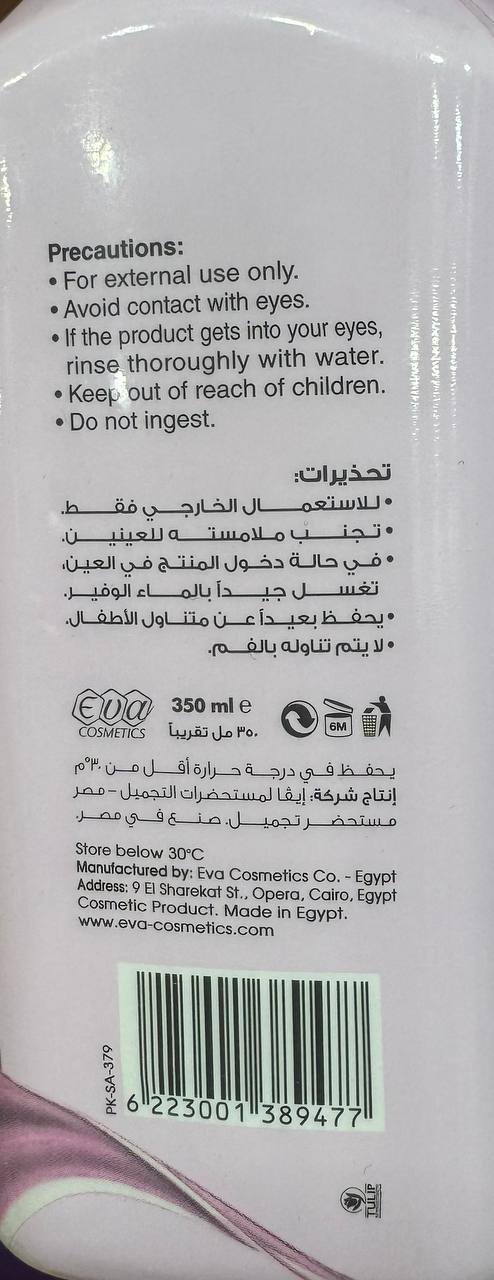 Precautions:
• For external use only.
• Avoid contact with eyes.
• If the product gets into your eyes,
rinse thoroughly with water.
• Keep out of reach of children.
• Do not ingest.
تحذيرات:
• للاستعمال الخارجي فقط.
• تجنب ملامسته للعينين.
• في حالة دخول المنتج في العين،
تغسل جيداً بالماء الوفير.
• يحفظ بعيداً عن متناول الأطفال.
• لا يتم تناوله بالفم.
Eva
COSMETICS
350 ml e
٣٥٠ مل تقريباً
6M
يحفظ في درجة حرارة أقل من ٣٠°م
إنتاج شركة: إيڤا لمستحضرات التجميل - مصر
مستحضر تجميل. صنع في مصر.
Store below 30°C
Manufactured by: Eva Cosmetics Co. - Egypt
Address: 9 El Sharekat St., Opera, Cairo, Egypt
Cosmetic Product. Made in Egypt.
www.eva-cosmetics.com
PK-SA-379
6 223001 389477
TULIP